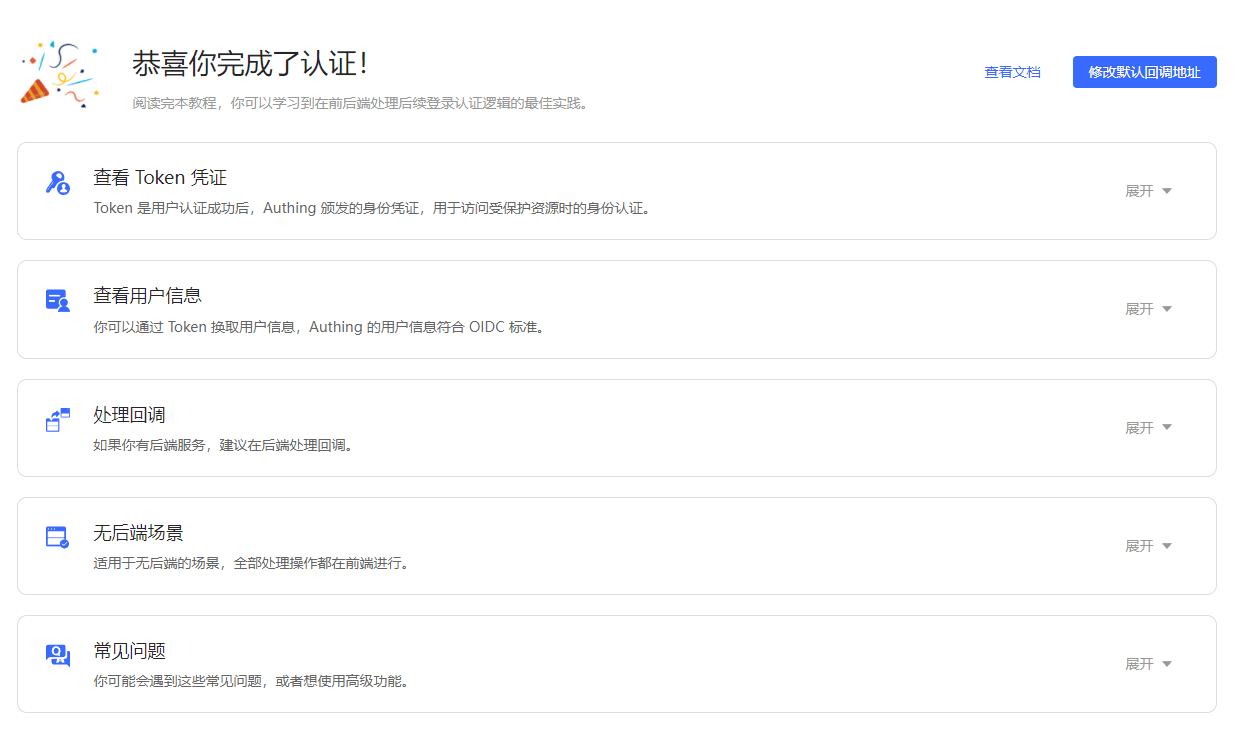 恭喜你完成了认证！
阅读完本教程，你可以学习到在前后端处理后续登录认证逻辑的最佳实践。
查看文档
修改默认回调地址
查看 Token 凭证
Token 是用户认证成功后，Authing 颁发的身份凭证，用于访问受保护资源时的身份认证。
展开
查看用户信息
你可以通过 Token 换取用户信息，Authing 的用户信息符合 OIDC 标准。
展开
处理回调
如果你有后端服务，建议在后端处理回调。
展开
无后端场景
适用于无后端的场景，全部处理操作都在前端进行。
展开
常见问题
你可能会遇到这些常见问题，或者想使用高级功能。
展开